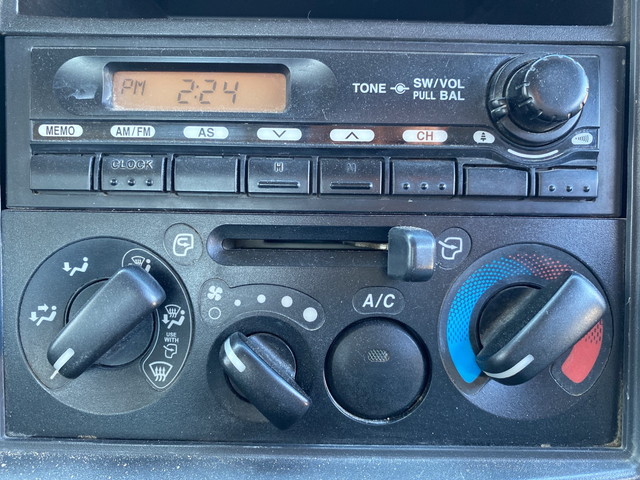 PM 2:24
TONE SW/VOL
PULL BAL
MEMO AM/FM AS CH
CLOCK H M
A/C
USE
WITH